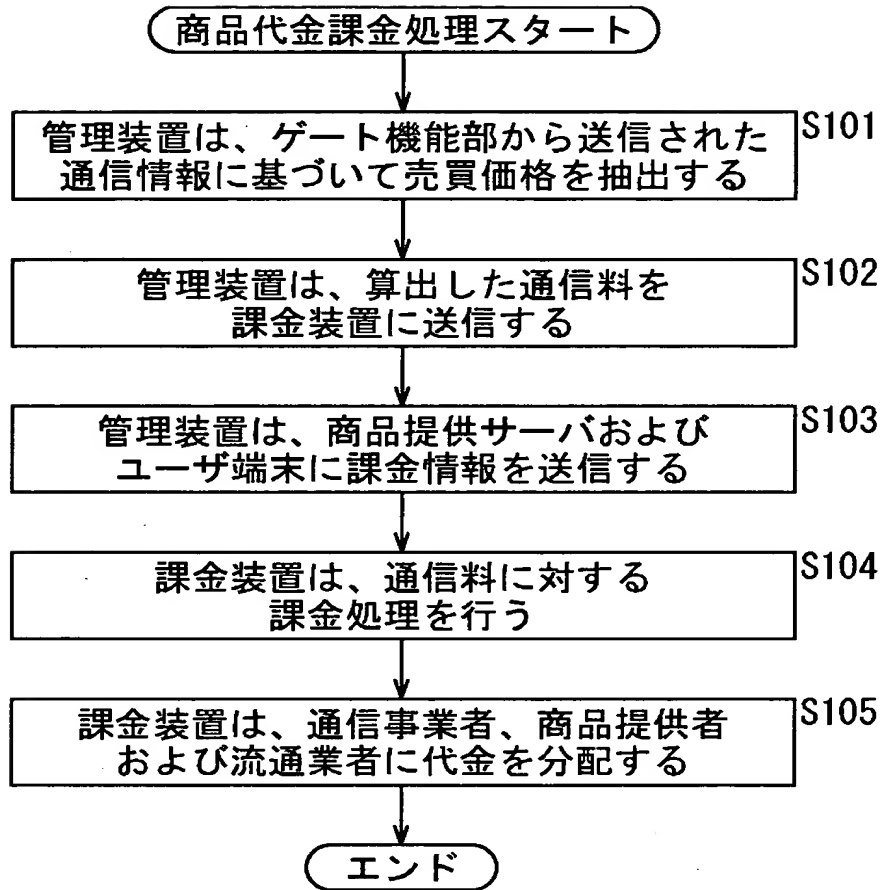 商品代金課金処理スタート
S101
管理装置は、ゲート機能部から送信された
通信情報に基づいて売買価格を抽出する
S102
管理装置は、算出した通信料を
課金装置に送信する
S103
管理装置は、商品提供サーバおよび
ユーザ端末に課金情報を送信する
S104
課金装置は、通信料に対する
課金処理を行う
S105
課金装置は、通信事業者、商品提供者
および流通業者に代金を分配する
エンド